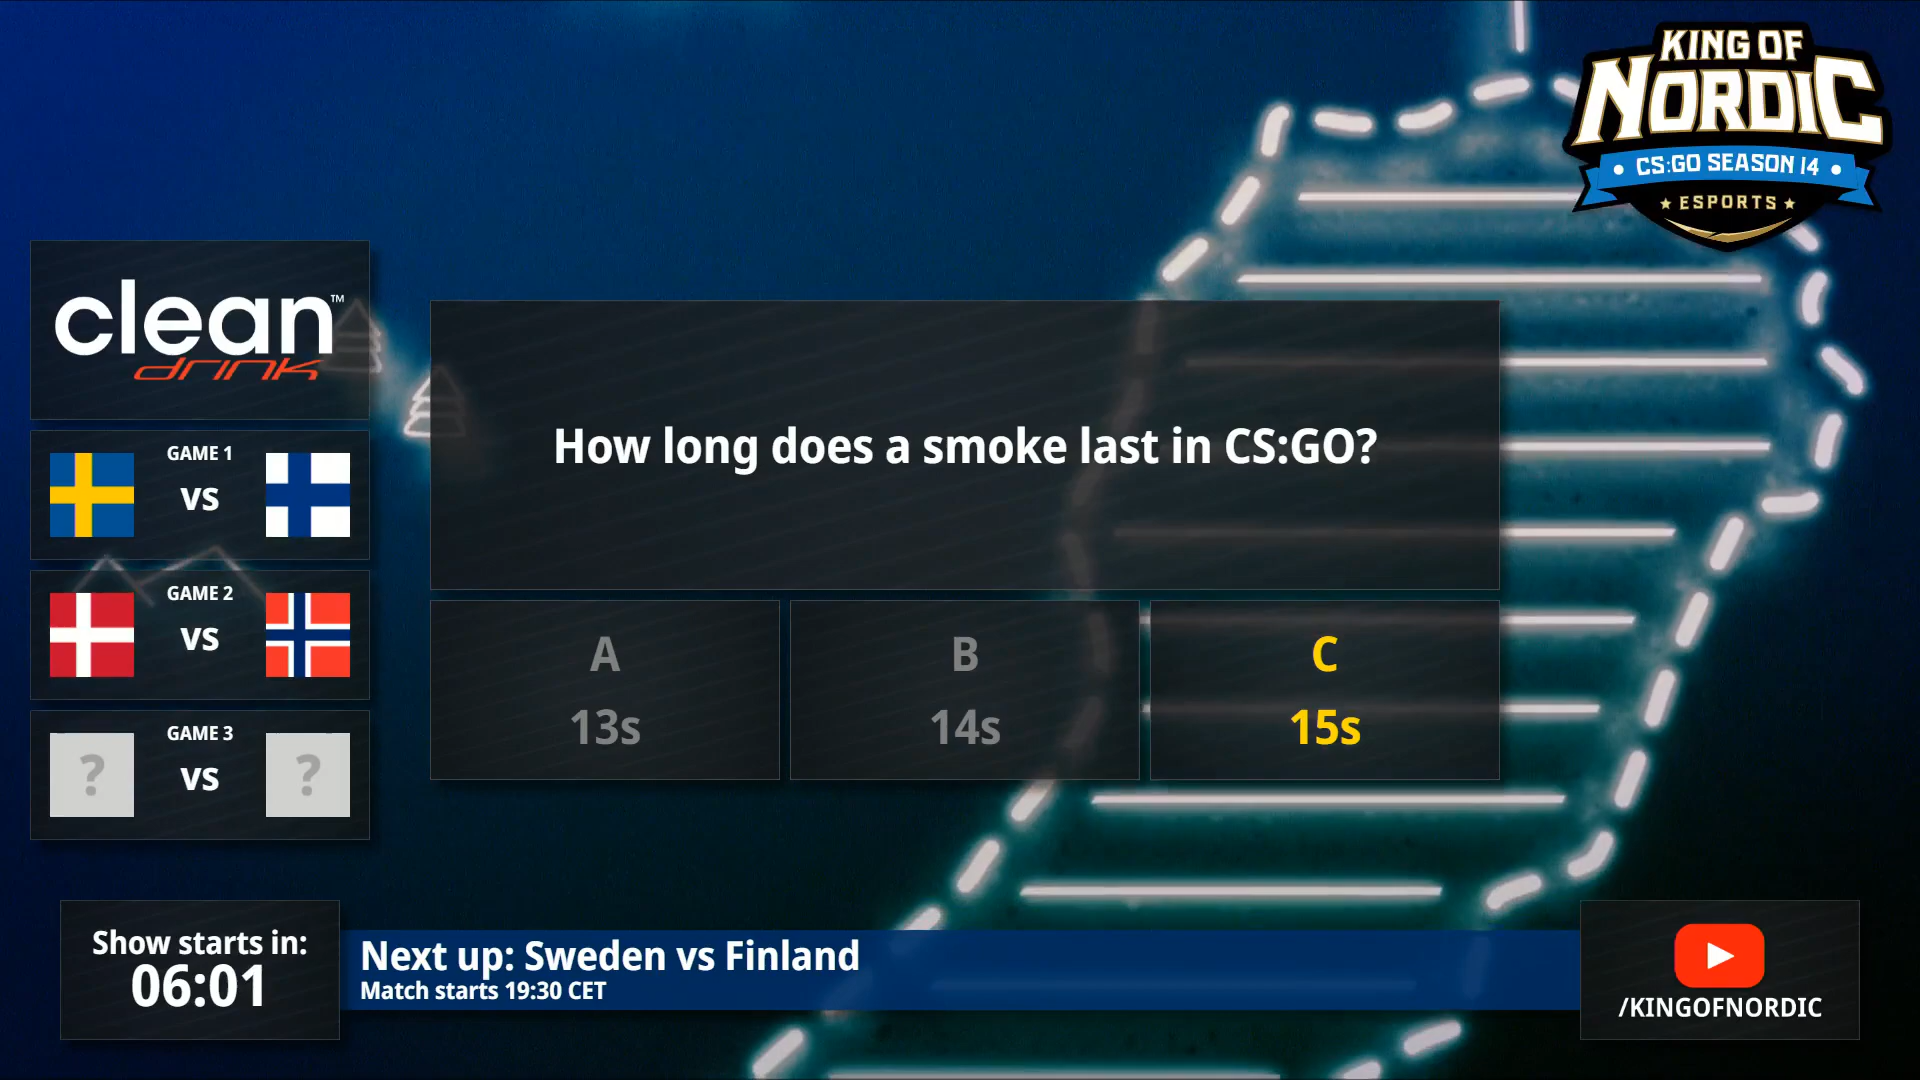 KING OF
NORDIC
CS:GO SEASON 14
ESPORTS
clean™
drink
GAME 1
VS
GAME 2
VS
GAME 3
?
VS
?
How long does a smoke last in CS:GO?
A
13s
B
14s
C
15s
Show starts in:
06:01
Next up: Sweden vs Finland
Match starts 19:30 CET
/KINGOFNORDIC